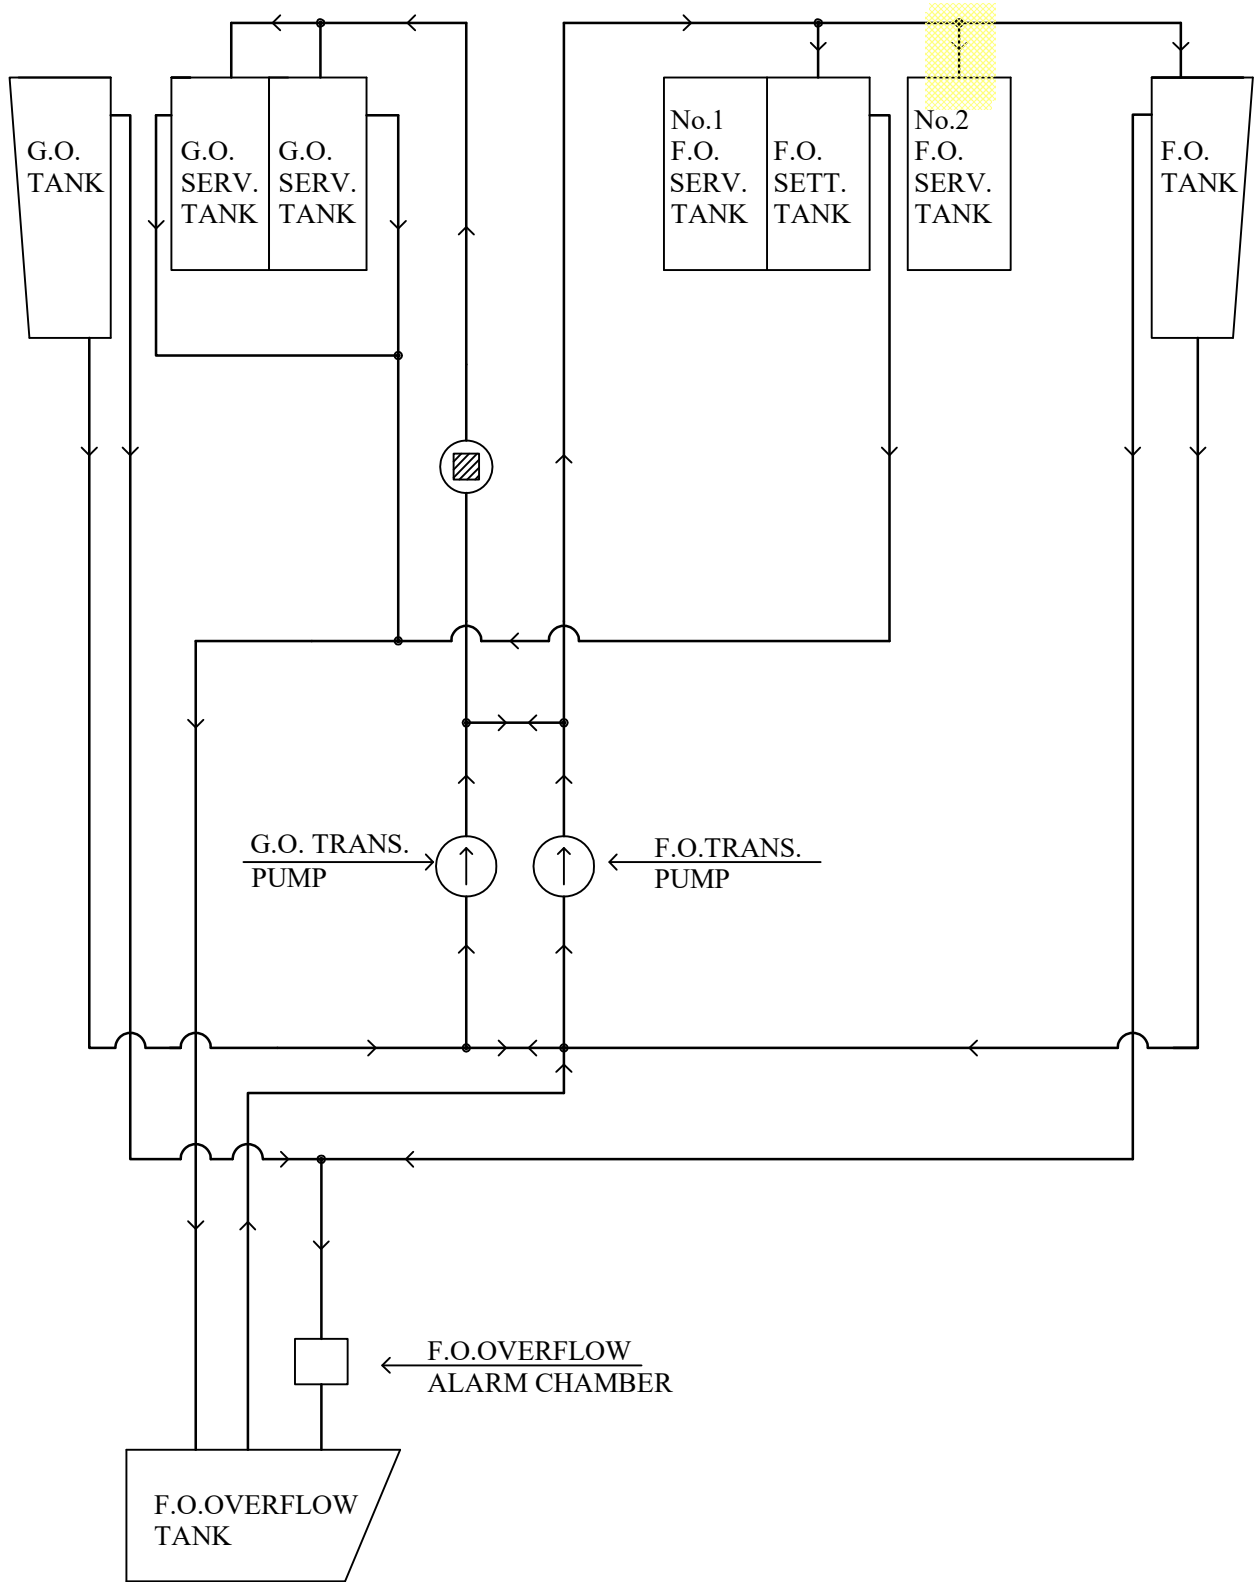 G.O.
TANK
G.O.
SERV.
TANK
G.O.
SERV.
TANK
No.1
F.O.
SERV.
TANK
F.O.
SETT.
TANK
No.2
F.O.
SERV.
TANK
F.O.
TANK
G.O. TRANS.
PUMP
F.O.TRANS.
PUMP
F.O.OVERFLOW
ALARM CHAMBER
F.O.OVERFLOW
TANK